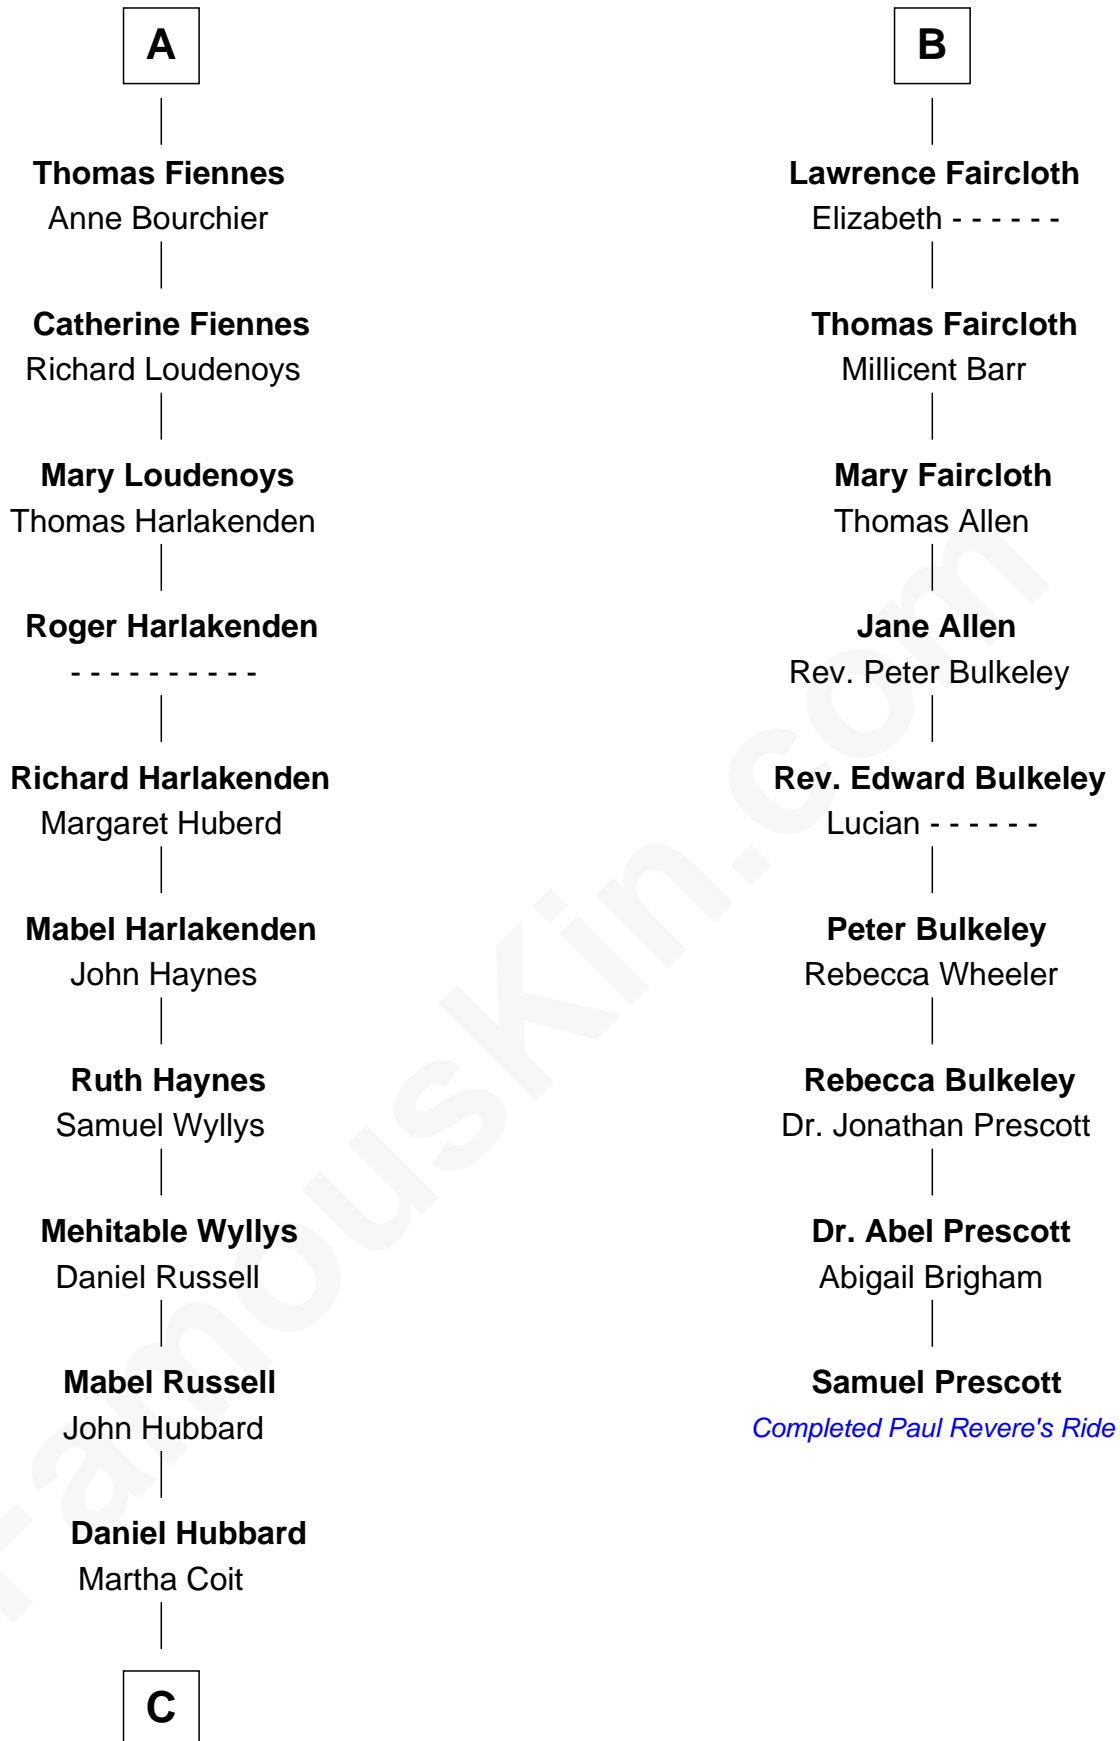 A
Thomas Fiennes
Anne Bourchier
Catherine Fiennes
Richard Loudenoys
Mary Loudenoys
Thomas Harlakenden
Roger Harlakenden
- - - - - - - - - -
Richard Harlakenden
Margaret Huberd
Mabel Harlakenden
John Haynes
Ruth Haynes
Samuel Wyllys
Mehitable Wyllys
Daniel Russell
Mabel Russell
John Hubbard
Daniel Hubbard
Martha Coit
C
B
Lawrence Faircloth
Elizabeth - - - - - -
Thomas Faircloth
Millicent Barr
Mary Faircloth
Thomas Allen
Jane Allen
Rev. Peter Bulkeley
Rev. Edward Bulkeley
Lucian - - - - - -
Peter Bulkeley
Rebecca Wheeler
Rebecca Bulkeley
Dr. Jonathan Prescott
Dr. Abel Prescott
Abigail Brigham
Samuel Prescott
Completed Paul Revere's Ride
FamousKin.com